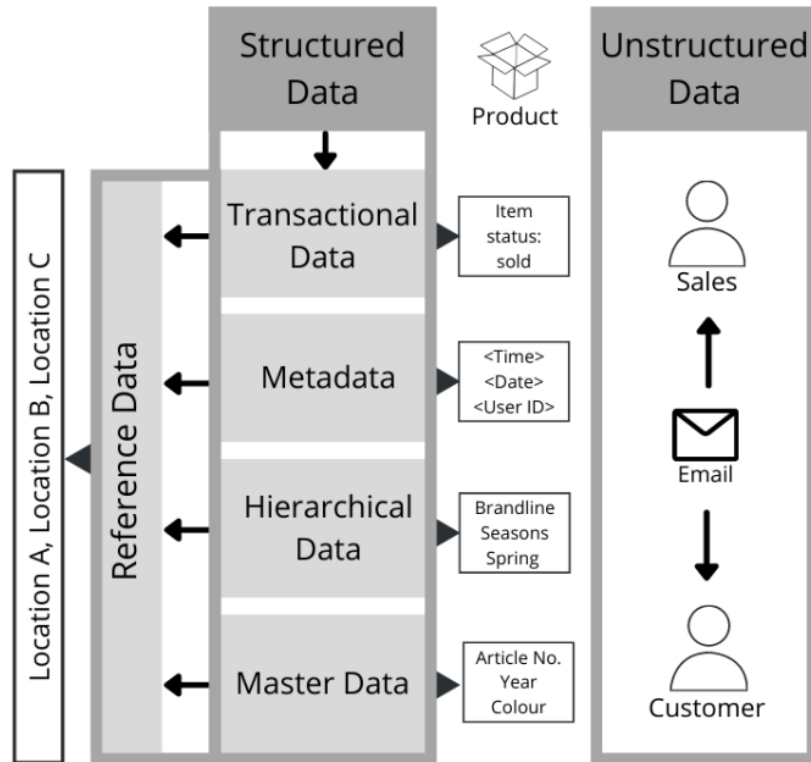 Structured
Data
Product
Unstructured
Data
Location A, Location B, Location C
Reference Data
Transactional
Data
Item
status:
sold
Metadata
<Time>
<Date>
<User ID>
Hierarchical
Data
Brandline
Seasons
Spring
Master Data
Article No.
Year
Colour
Sales
Email
Customer